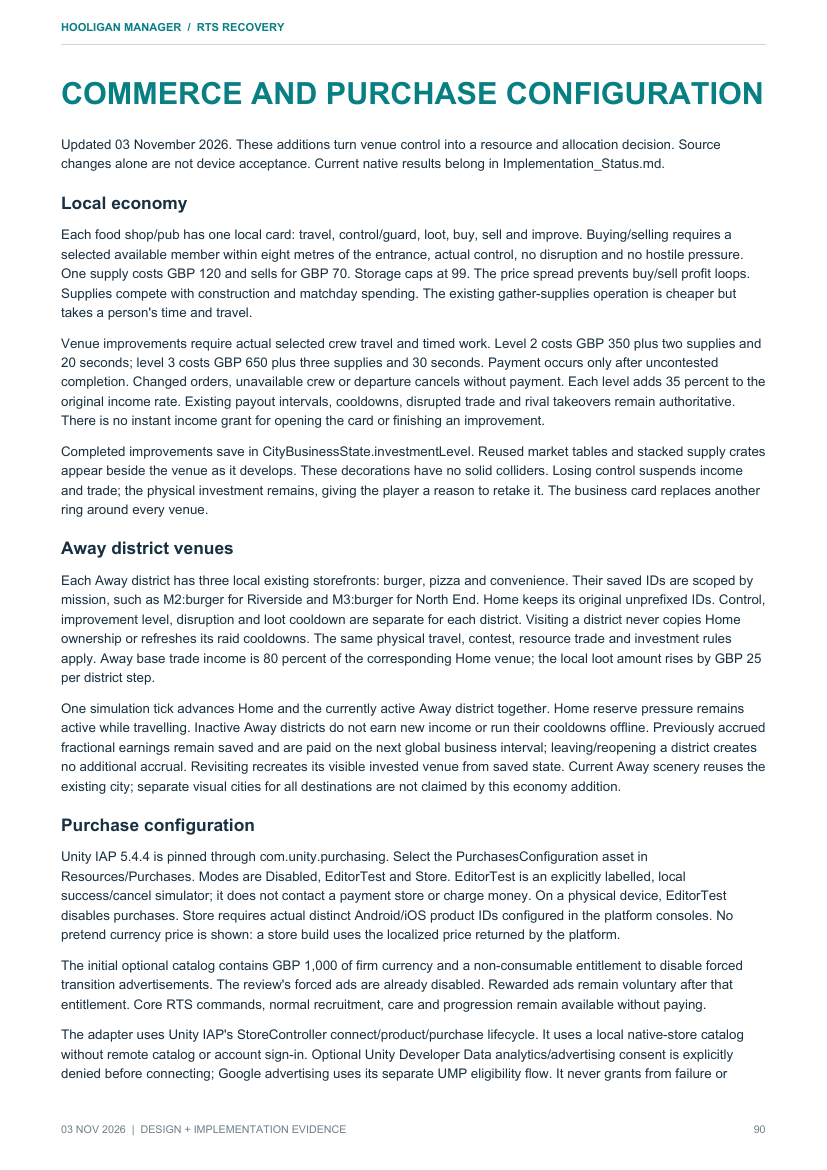 HOOLIGAN MANAGER / RTS RECOVERY
COMMERCE AND PURCHASE CONFIGURATION
Updated 03 November 2026. These additions turn venue control into a resource and allocation decision. Source
changes alone are not device acceptance. Current native results belong in Implementation_Status.md.
Local economy
Each food shop/pub has one local card: travel, control/guard, loot, buy, sell and improve. Buying/selling requires a
selected available member within eight metres of the entrance, actual control, no disruption and no hostile pressure.
One supply costs GBP 120 and sells for GBP 70. Storage caps at 99. The price spread prevents buy/sell profit loops.
Supplies compete with construction and matchday spending. The existing gather-supplies operation is cheaper but
takes a person's time and travel.
Venue improvements require actual selected crew travel and timed work. Level 2 costs GBP 350 plus two supplies and
20 seconds; level 3 costs GBP 650 plus three supplies and 30 seconds. Payment occurs only after uncontested
completion. Changed orders, unavailable crew or departure cancels without payment. Each level adds 35 percent to the
original income rate. Existing payout intervals, cooldowns, disrupted trade and rival takeovers remain authoritative.
There is no instant income grant for opening the card or finishing an improvement.
Completed improvements save in CityBusinessState.investmentLevel. Reused market tables and stacked supply crates
appear beside the venue as it develops. These decorations have no solid colliders. Losing control suspends income
and trade; the physical investment remains, giving the player a reason to retake it. The business card replaces another
ring around every venue.
Away district venues
Each Away district has three local existing storefronts: burger, pizza and convenience. Their saved IDs are scoped by
mission, such as M2:burger for Riverside and M3:burger for North End. Home keeps its original unprefixed IDs. Control,
improvement level, disruption and loot cooldown are separate for each district. Visiting a district never copies Home
ownership or refreshes its raid cooldowns. The same physical travel, contest, resource trade and investment rules
apply. Away base trade income is 80 percent of the corresponding Home venue; the local loot amount rises by GBP 25
per district step.
One simulation tick advances Home and the currently active Away district together. Home reserve pressure remains
active while travelling. Inactive Away districts do not earn new income or run their cooldowns offline. Previously accrued
fractional earnings remain saved and are paid on the next global business interval; leaving/reopening a district creates
no additional accrual. Revisiting recreates its visible invested venue from saved state. Current Away scenery reuses the
existing city; separate visual cities for all destinations are not claimed by this economy addition.
Purchase configuration
Unity IAP 5.4.4 is pinned through com.unity.purchasing. Select the PurchasesConfiguration asset in
Resources/Purchases. Modes are Disabled, EditorTest and Store. EditorTest is an explicitly labelled, local
success/cancel simulator; it does not contact a payment store or charge money. On a physical device, EditorTest
disables purchases. Store requires actual distinct Android/iOS product IDs configured in the platform consoles. No
pretend currency price is shown: a store build uses the localized price returned by the platform.
The initial optional catalog contains GBP 1,000 of firm currency and a non-consumable entitlement to disable forced
transition advertisements. The review's forced ads are already disabled. Rewarded ads remain voluntary after that
entitlement. Core RTS commands, normal recruitment, care and progression remain available without paying.
The adapter uses Unity IAP's StoreController connect/product/purchase lifecycle. It uses a local native-store catalog
without remote catalog or account sign-in. Optional Unity Developer Data analytics/advertising consent is explicitly
denied before connecting; Google advertising uses its separate UMP eligibility flow. It never grants from failure or
03 NOV 2026 | DESIGN + IMPLEMENTATION EVIDENCE
90